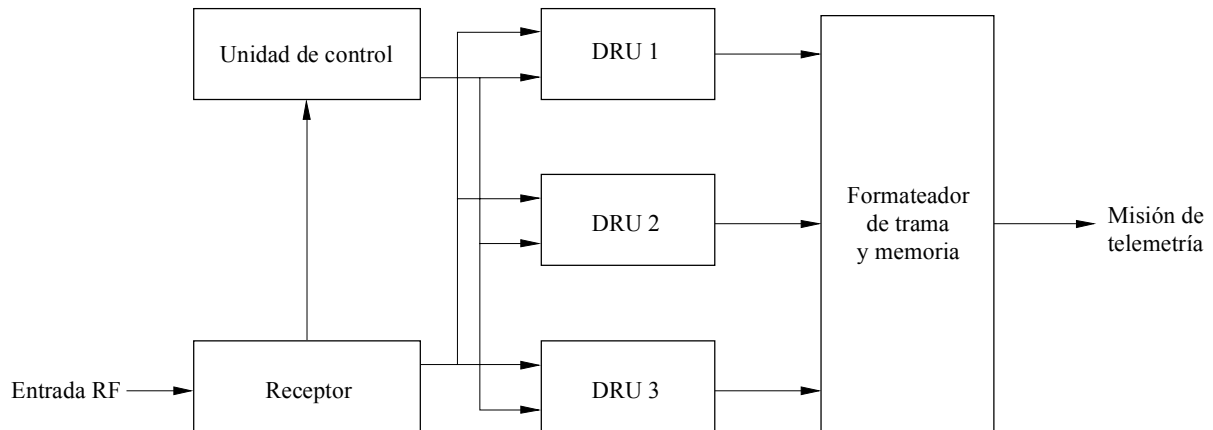 Unidad de control
DRU 1
DRU 2
Formateador
de trama
y memoria
Misión de
telemetría
Entrada RF
Receptor
DRU 3